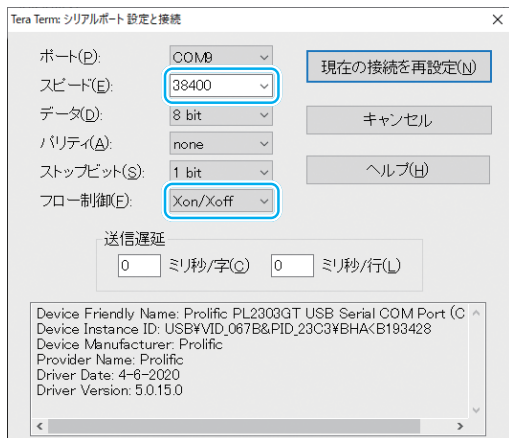 Tera Term: シリアルポート 設定と接続
ポート(P): COM9
現在の接続を再設定(N)
スピード(E): 38400
データ(D): 8 bit
キャンセル
パリティ(A): none
ストップビット(S): 1 bit
ヘルプ(H)
フロー制御(F): Xon/Xoff
送信遅延
0 ミリ秒/字(C) 0 ミリ秒/行(L)
Device Friendly Name: Prolific PL2303GT USB Serial COM Port (C
Device Instance ID: USB¥VID_067B&PID_23C3¥BHA<B193428
Device Manufacturer: Prolific
Provider Name: Prolific
Driver Date: 4-6-2020
Driver Version: 5.0.15.0